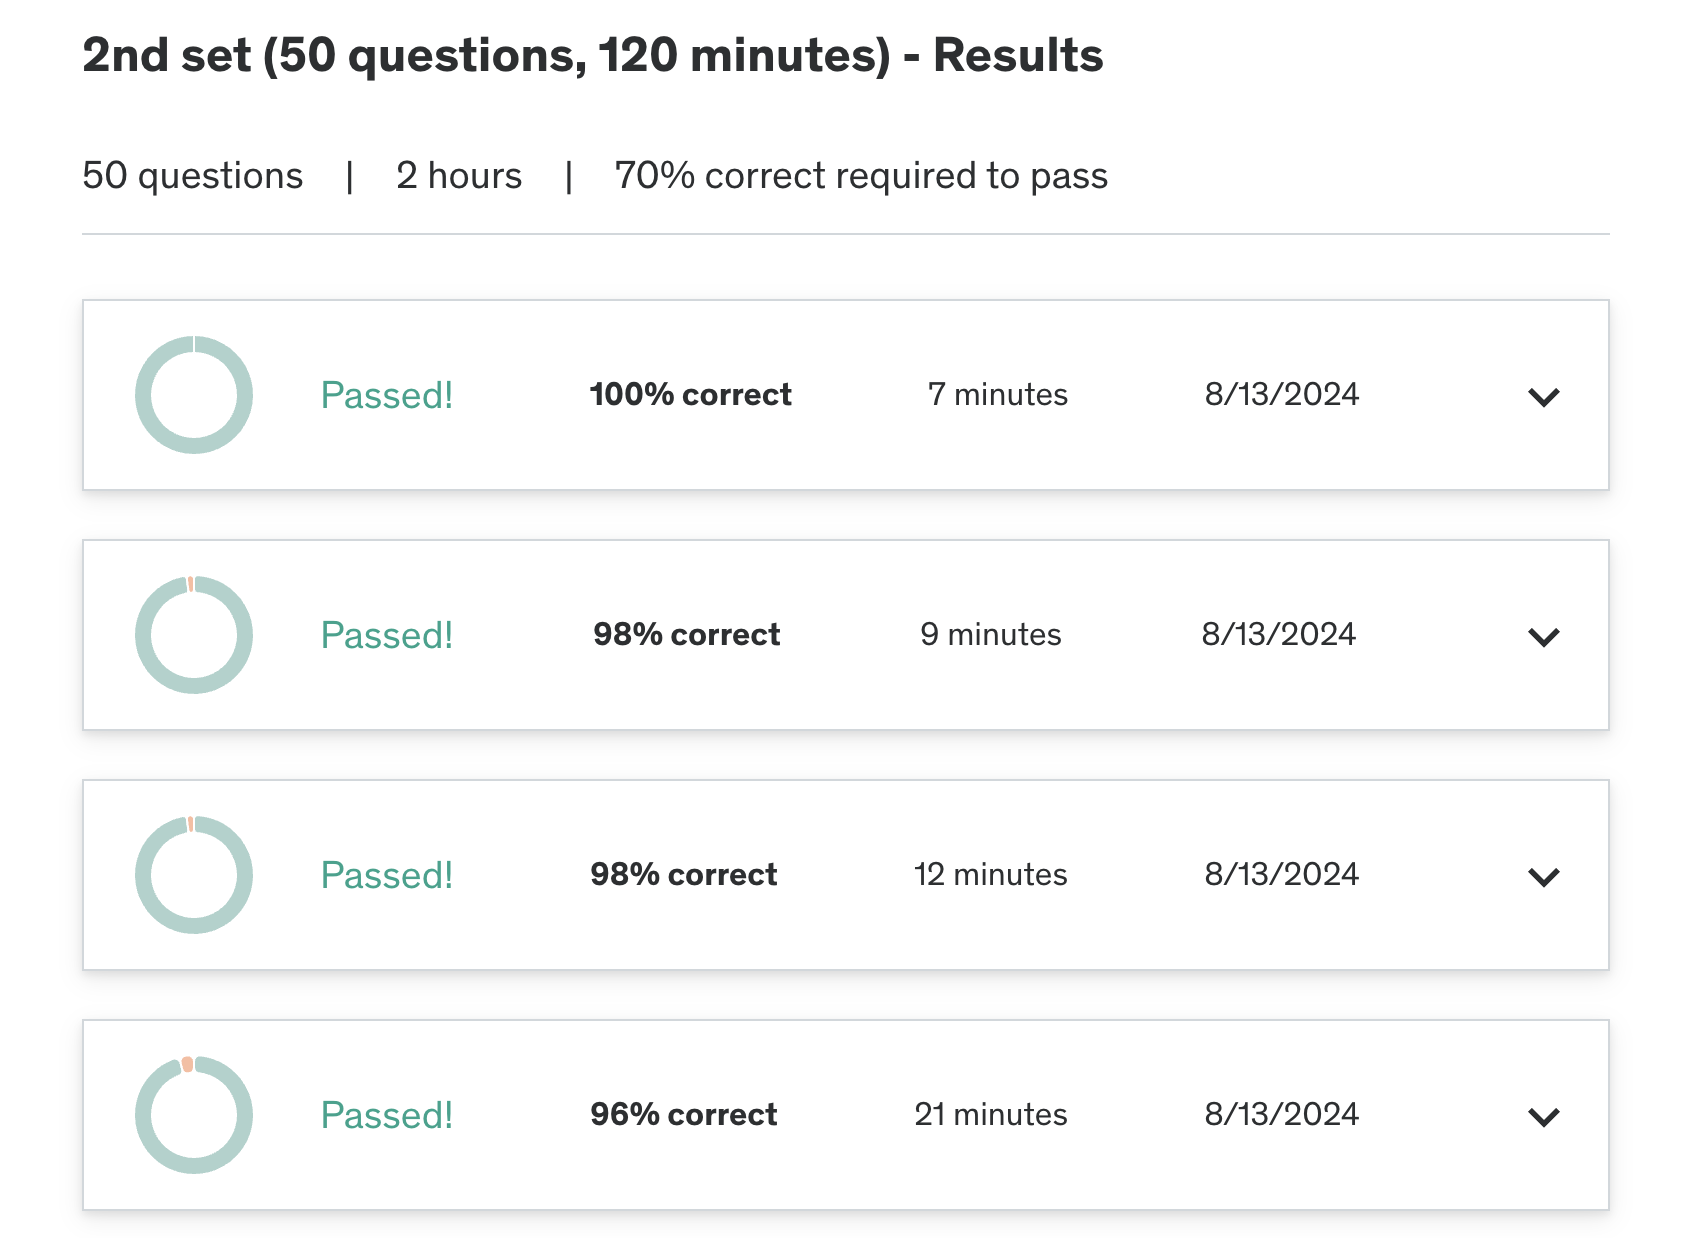 2nd set (50 questions, 120 minutes) - Results
50 questions | 2 hours | 70% correct required to pass
Passed! 100% correct 7 minutes 8/13/2024
Passed! 98% correct 9 minutes 8/13/2024
Passed! 98% correct 12 minutes 8/13/2024
Passed! 96% correct 21 minutes 8/13/2024